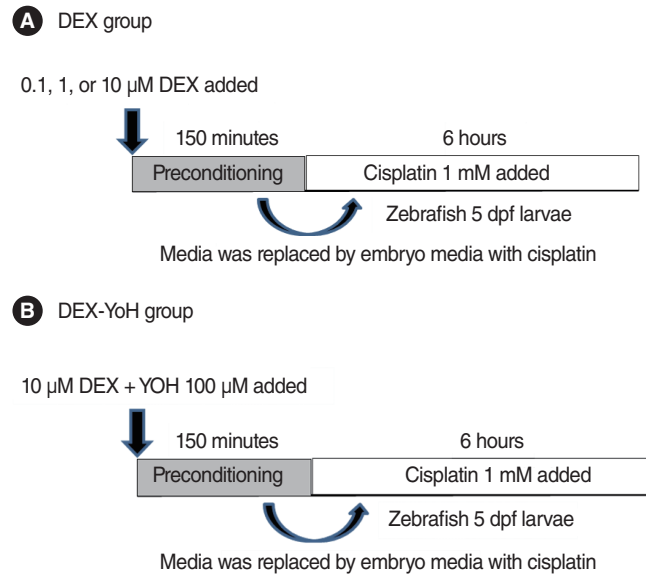 A DEX group
0.1, 1, or 10 µM DEX added
150 minutes 6 hours
Preconditioning Cisplatin 1 mM added
Zebrafish 5 dpf larvae
Media was replaced by embryo media with cisplatin
B DEX-YoH group
10 µM DEX + YOH 100 µM added
150 minutes 6 hours
Preconditioning Cisplatin 1 mM added
Zebrafish 5 dpf larvae
Media was replaced by embryo media with cisplatin